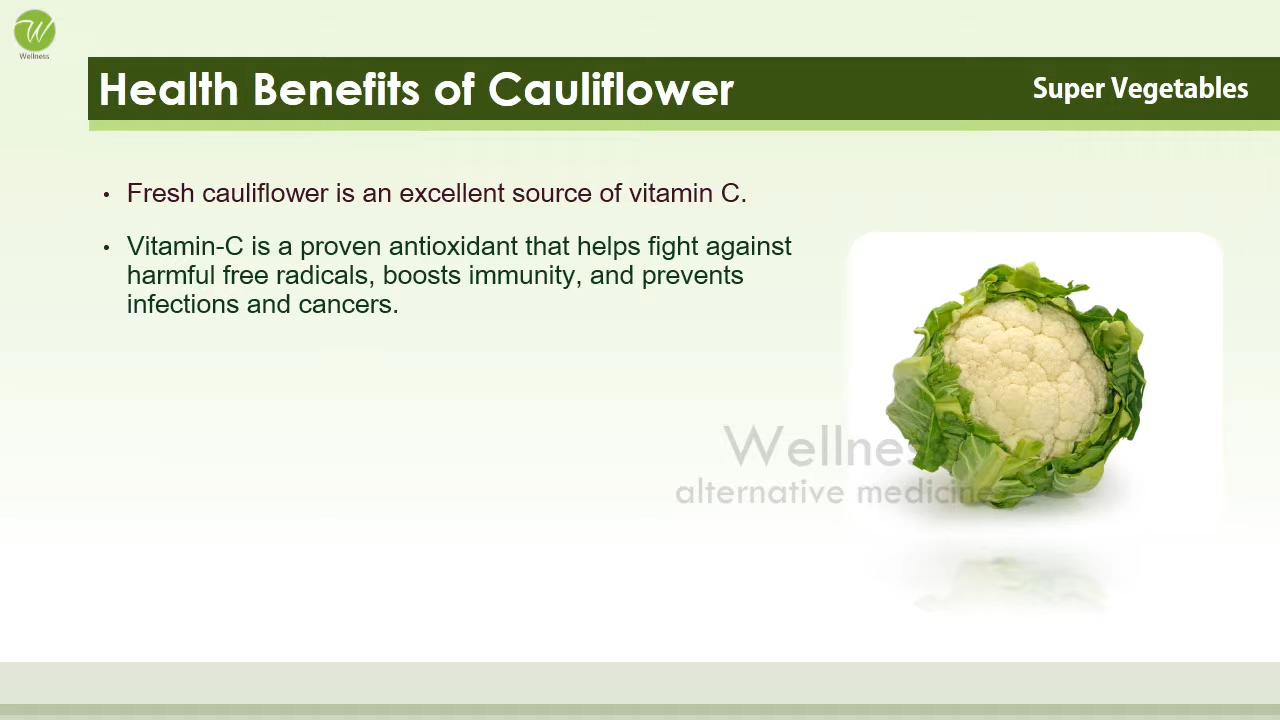 W
Wellness
Health Benefits of Cauliflower
Super Vegetables
• Fresh cauliflower is an excellent source of vitamin C.
• Vitamin-C is a proven antioxidant that helps fight against
harmful free radicals, boosts immunity, and prevents
infections and cancers.
Wellnes
alternative medicine